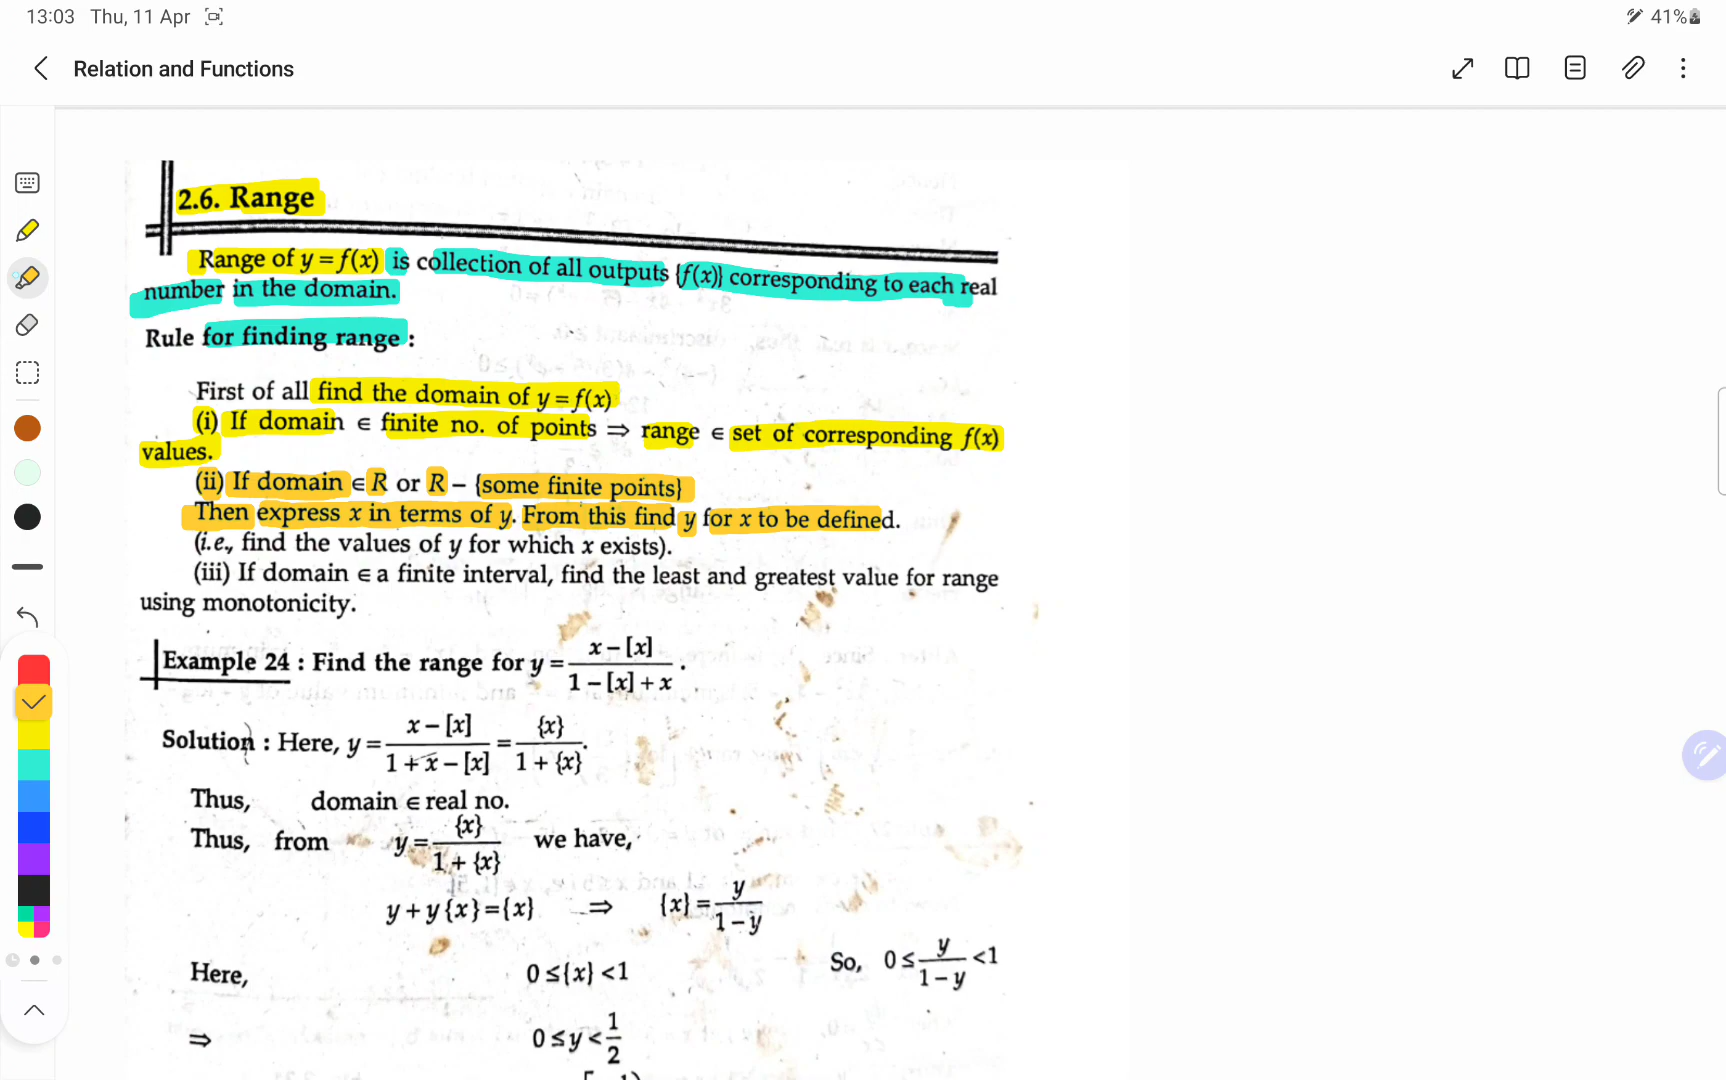 13:03 Thu, 11 Apr
41%
Relation and Functions
2.6. Range
Range of y = f(x) is collection of all outputs {f(x)} corresponding to each real
number in the domain.
Rule for finding range :
First of all find the domain of y = f(x)
(i) If domain ∈ finite no. of points ⇒ range ∈ set of corresponding f(x)
values.
(ii) If domain ∈ R or R – {some finite points}
Then express x in terms of y. From this find y for x to be defined.
(i.e., find the values of y for which x exists).
(iii) If domain ∈ a finite interval, find the least and greatest value for range
using monotonicity.
Example 24 : Find the range for y = (x – [x]) / (1 – [x] + x) .
Solution : Here, y = (x – [x]) / (1 + x – [x]) = {x} / (1 + {x}) .
Thus, domain ∈ real no.
Thus, from y = {x} / (1 + {x}) we have,
y + y {x} = {x} ⇒ {x} = y / (1 – y)
Here, 0 ≤ {x} < 1 So, 0 ≤ y / (1 – y) < 1
⇒ 0 ≤ y < 1/2